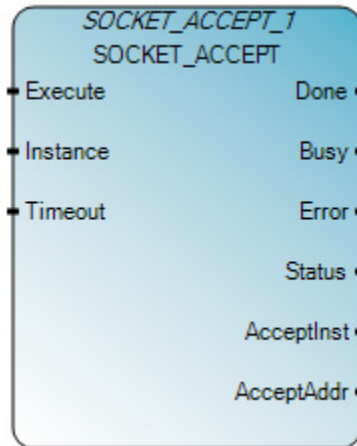 SOCKET_ACCEPT_1
SOCKET_ACCEPT
Execute Done
Instance Busy
Timeout Error
Status
AcceptInst
AcceptAddr